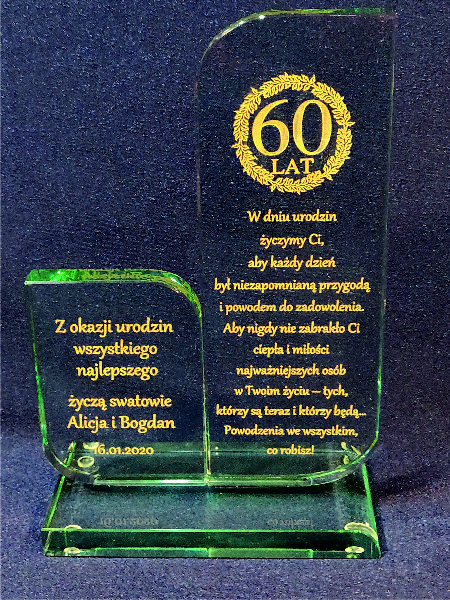 60
LAT
W dniu urodzin
życzymy Ci,
aby każdy dzień
był niezapomnianą przygodą
i powodem do zadowolenia.
Aby nigdy nie zabrakło Ci
ciepła i miłości
najważniejszych osób
w Twoim życiu – tych,
którzy są teraz i którzy będą...
Powodzenia we wszystkim,
co robisz!
Z okazji urodzin
wszystkiego
najlepszego
życzą swatowie
Alicja i Bogdan
16.01.2020